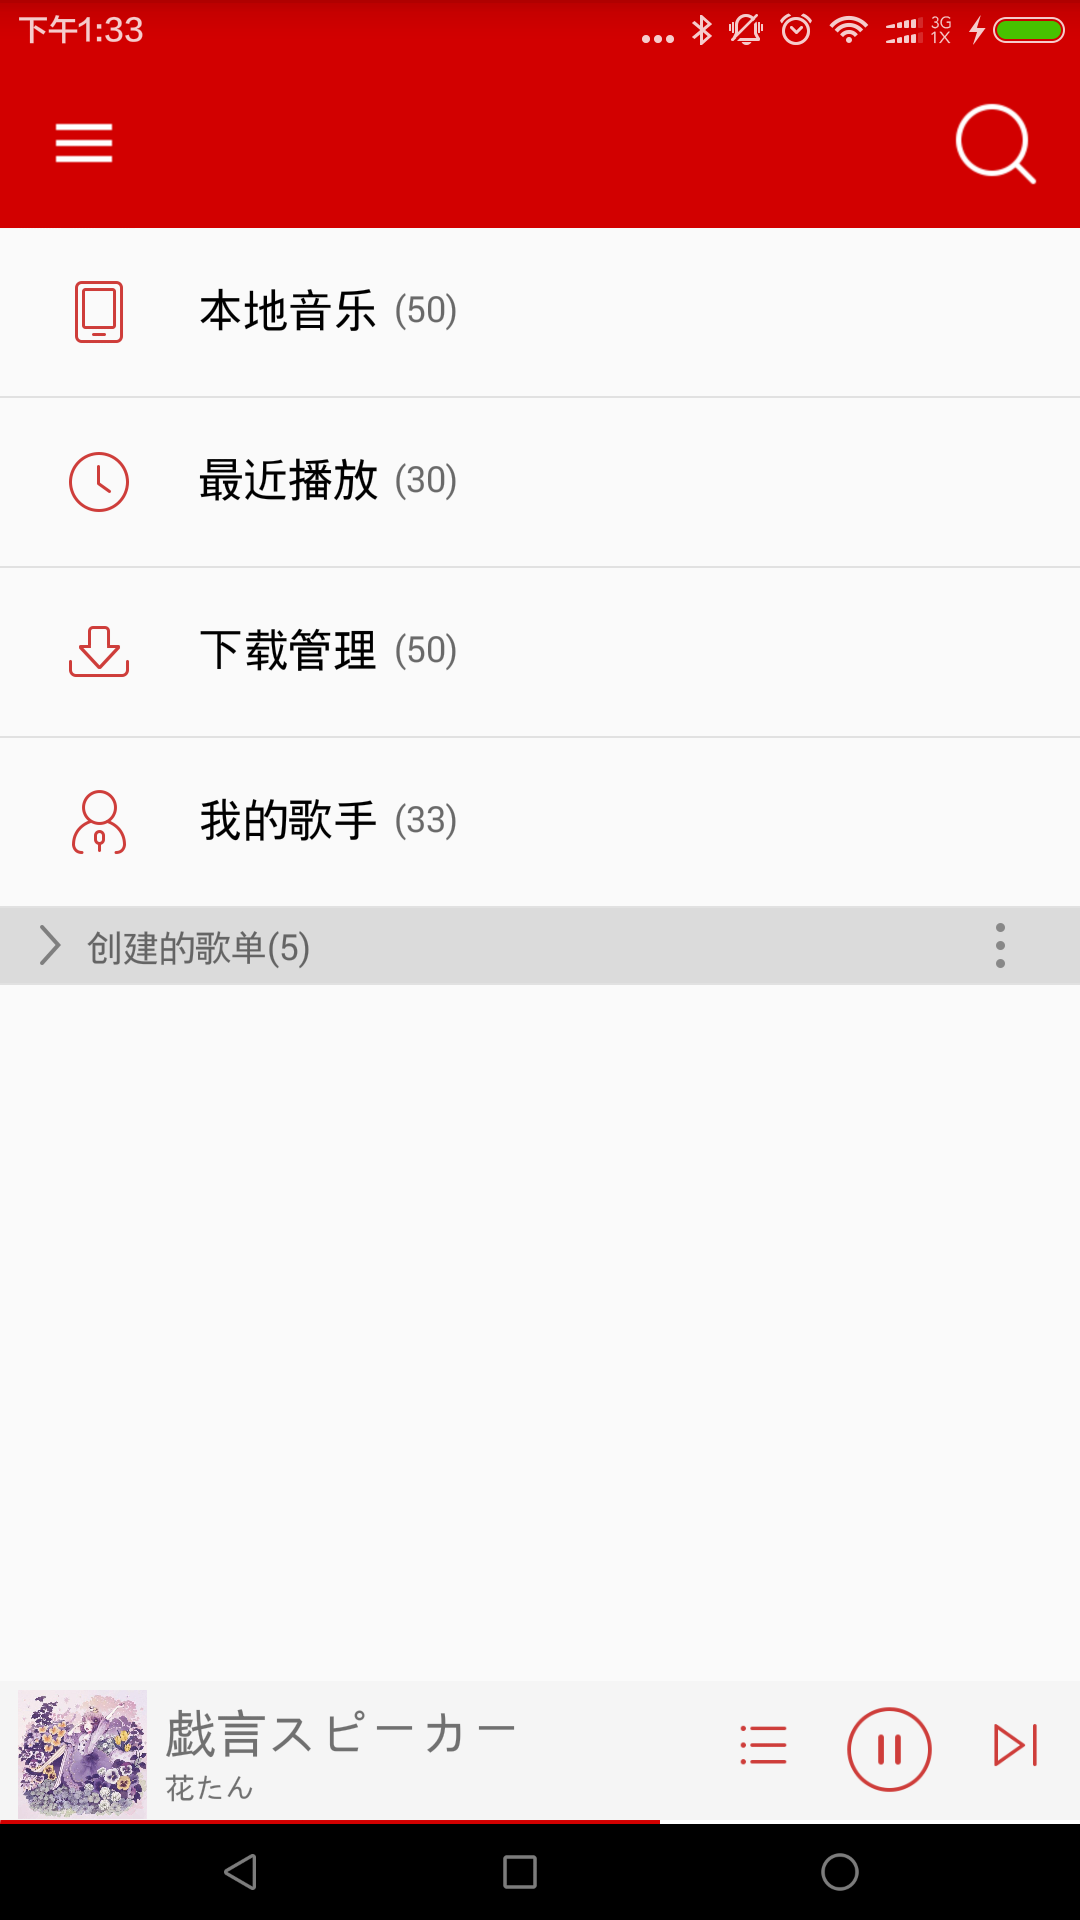 下午1:33
3G
1X
本地音乐 (50)
最近播放 (30)
下载管理 (50)
我的歌手 (33)
创建的歌单(5)
戯言スピーカー
花たん